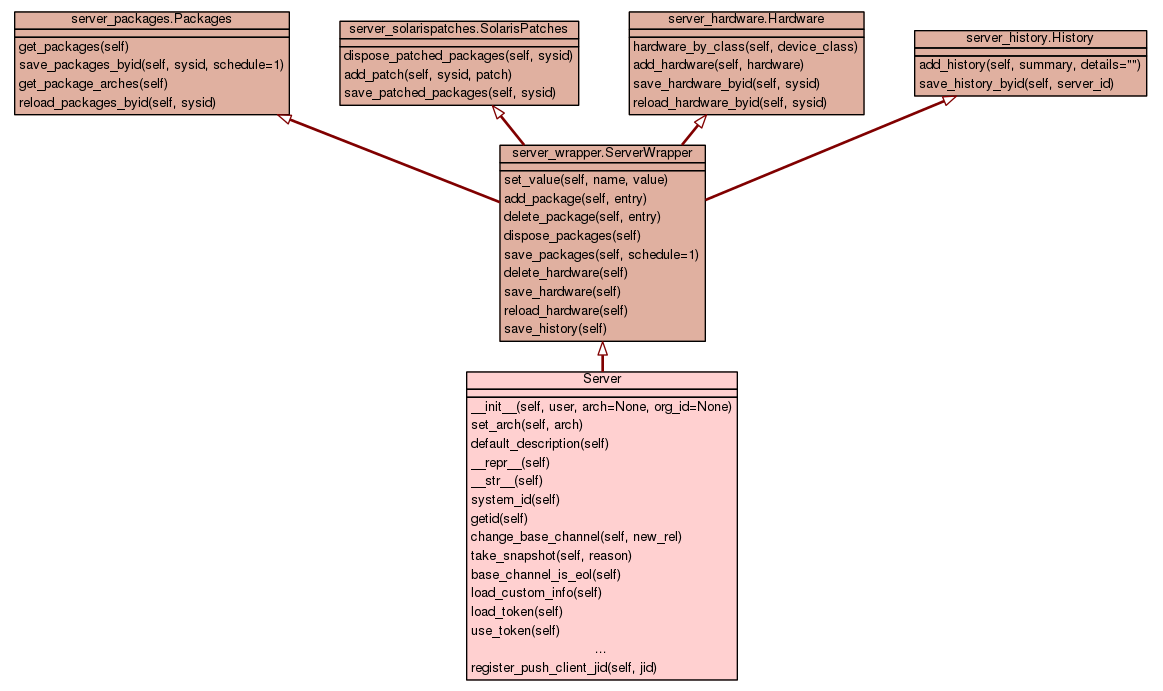 server_packages.Packages
get_packages(self)
save_packages_byid(self, sysid, schedule=1)
get_package_arches(self)
reload_packages_byid(self, sysid)
server_solarispatches.SolarisPatches
dispose_patched_packages(self, sysid)
add_patch(self, sysid, patch)
save_patched_packages(self, sysid)
server_hardware.Hardware
hardware_by_class(self, device_class)
add_hardware(self, hardware)
save_hardware_byid(self, sysid)
reload_hardware_byid(self, sysid)
server_history.History
add_history(self, summary, details="")
save_history_byid(self, server_id)
server_wrapper.ServerWrapper
set_value(self, name, value)
add_package(self, entry)
delete_package(self, entry)
dispose_packages(self)
save_packages(self, schedule=1)
delete_hardware(self)
save_hardware(self)
reload_hardware(self)
save_history(self)
Server
__init__(self, user, arch=None, org_id=None)
set_arch(self, arch)
default_description(self)
__repr__(self)
__str__(self)
system_id(self)
getid(self)
change_base_channel(self, new_rel)
take_snapshot(self, reason)
base_channel_is_eol(self)
load_custom_info(self)
load_token(self)
use_token(self)
...
register_push_client_jid(self, jid)